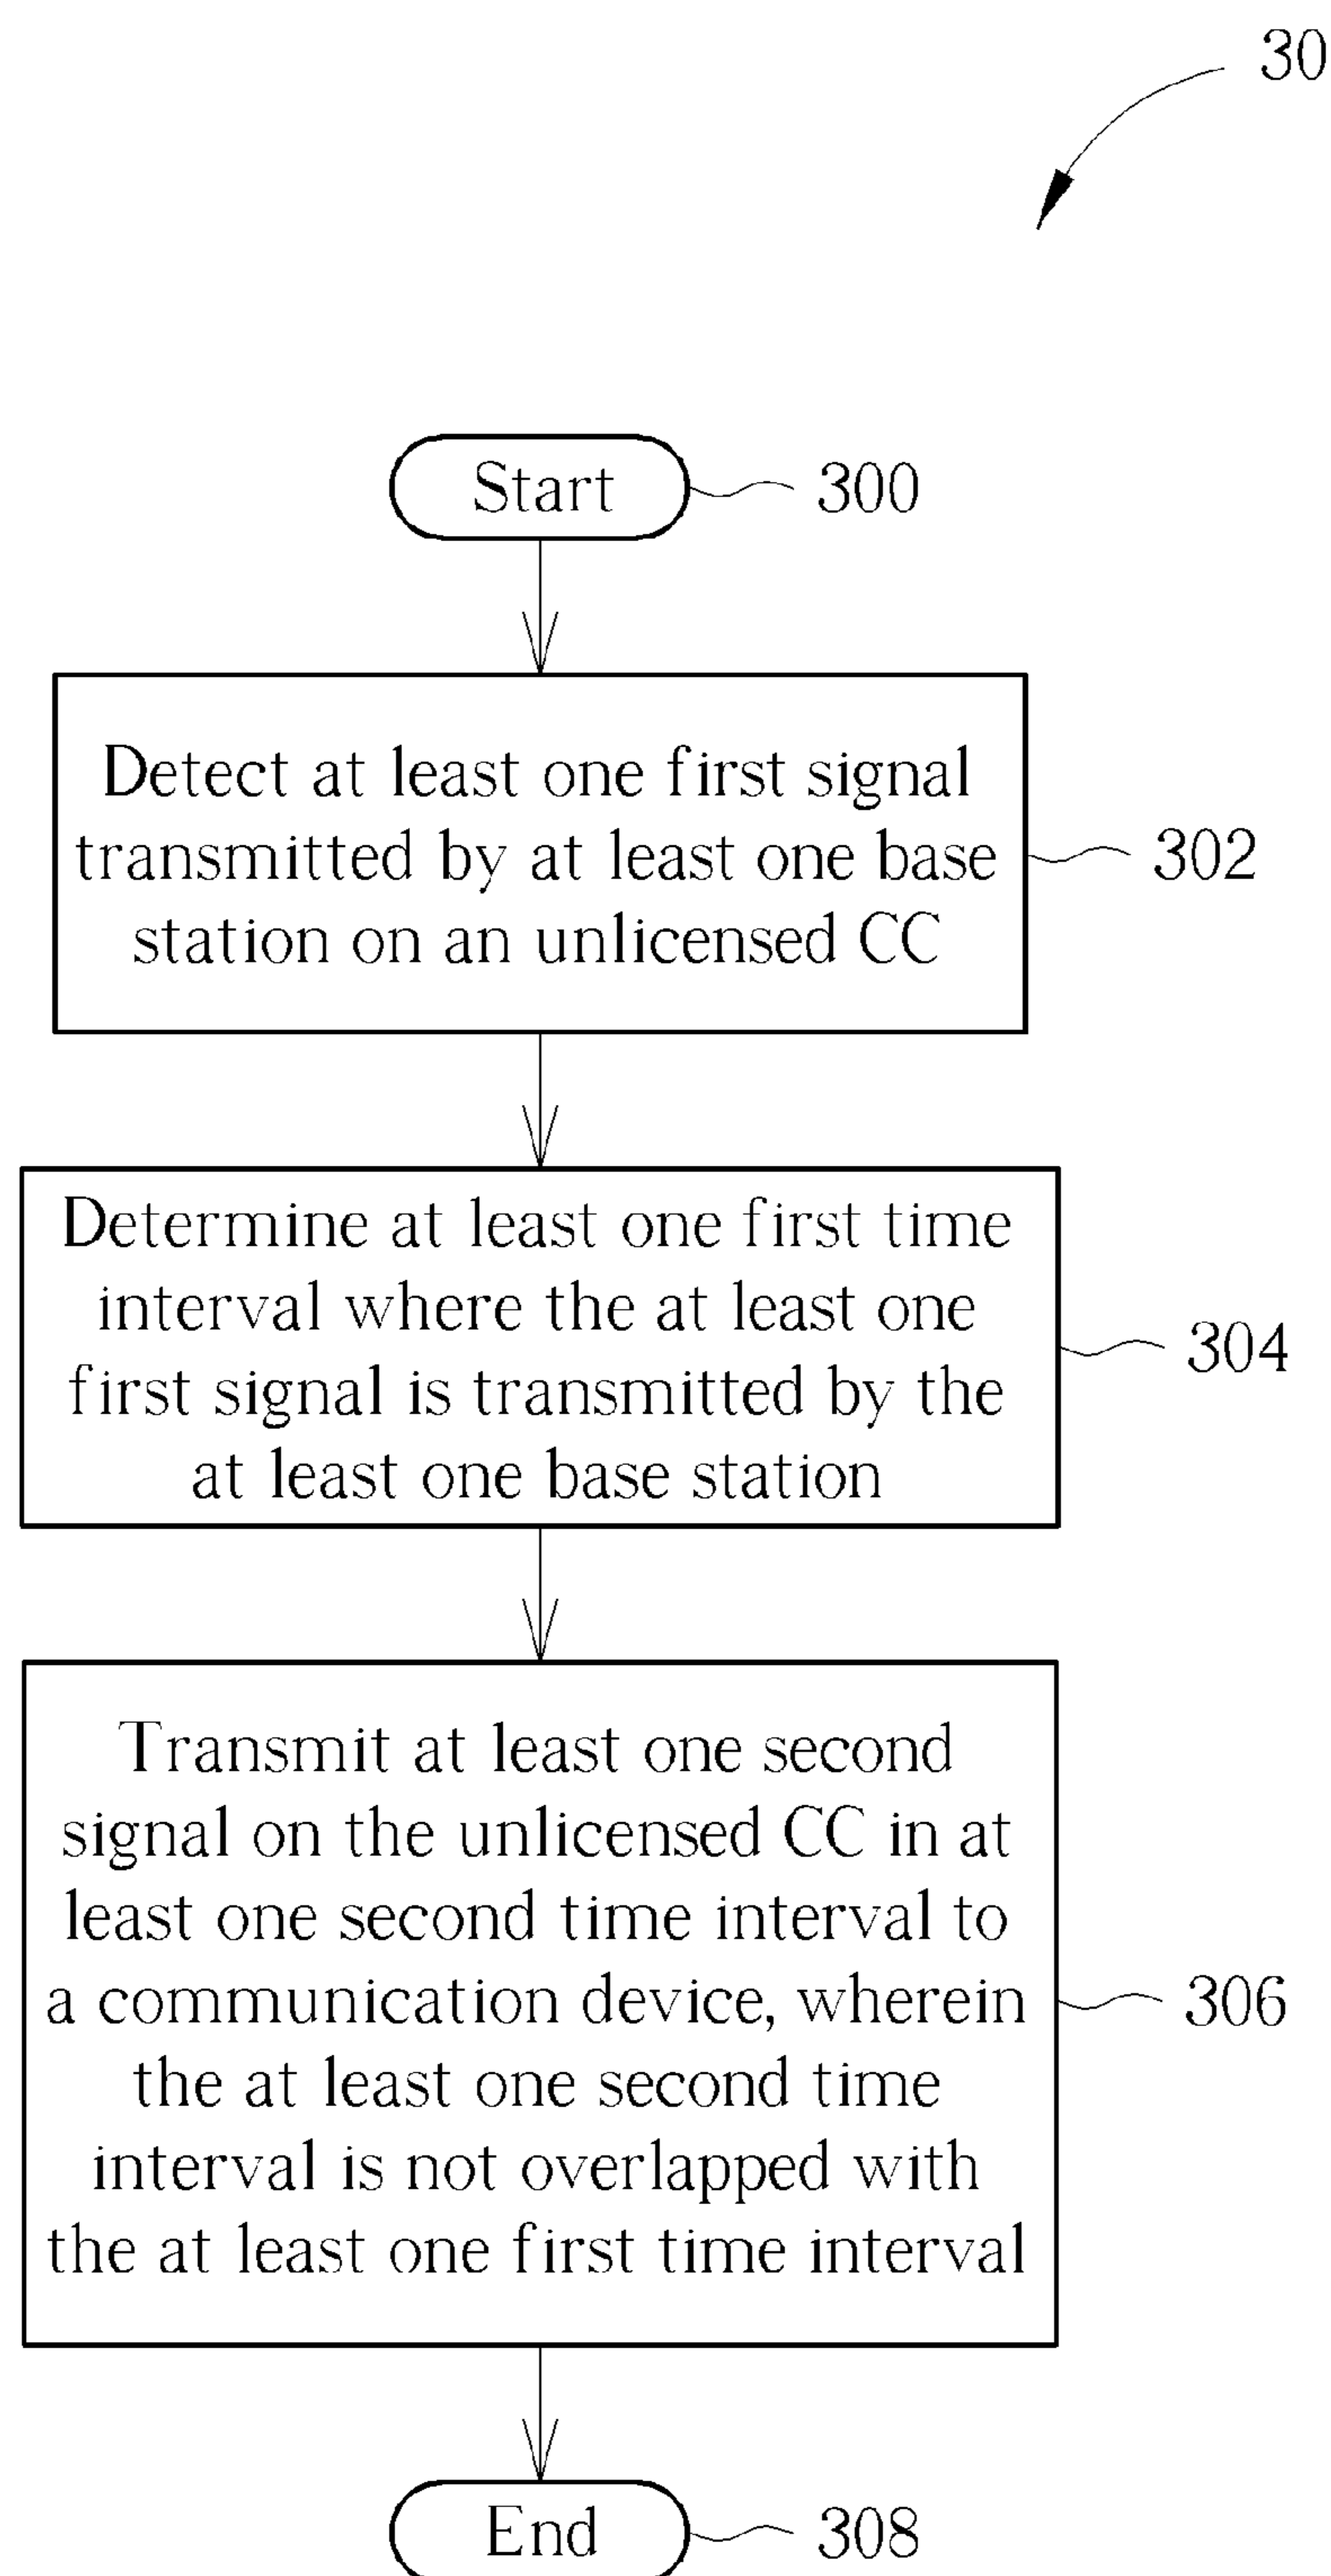 30
Start
300
Detect at least one first signal
transmitted by at least one base
station on an unlicensed CC
302
Determine at least one first time
interval where the at least one
first signal is transmitted by the
at least one base station
304
Transmit at least one second
signal on the unlicensed CC in at
least one second time interval to
a communication device, wherein
the at least one second time
interval is not overlapped with
the at least one first time interval
306
End
308